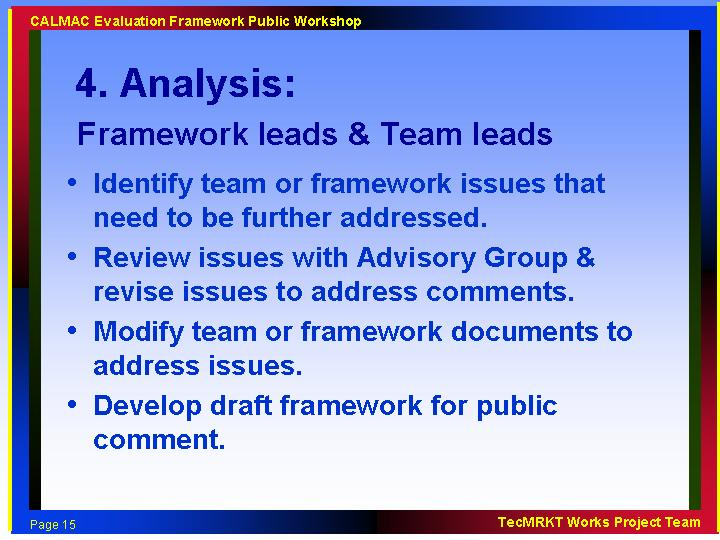 CALMAC Evaluation Framework Public Workshop
4. Analysis:
Framework leads & Team leads
• Identify team or framework issues that
need to be further addressed.
• Review issues with Advisory Group &
revise issues to address comments.
• Modify team or framework documents to
address issues.
• Develop draft framework for public
comment.
Page 15
TecMRKT Works Project Team